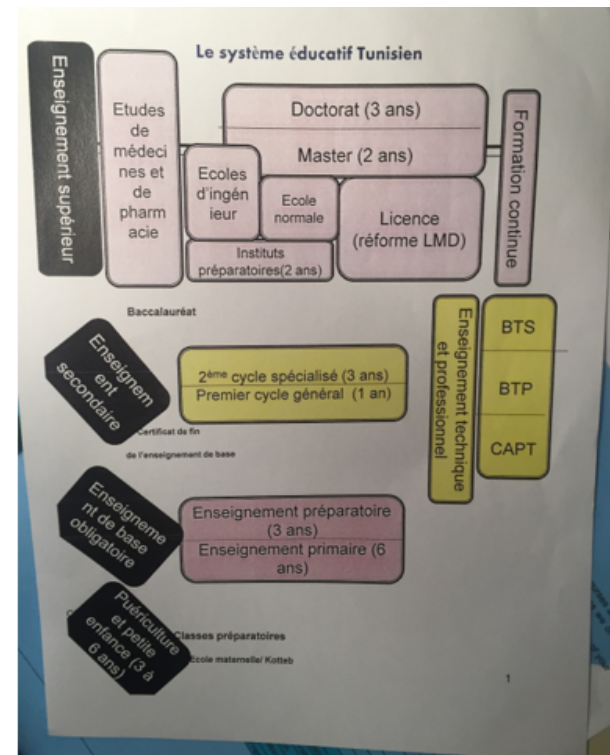 Le système éducatif Tunisien
Enseignement supérieur
Etudes
de
médeci
nes et
de
pharm
acie
Doctorat (3 ans)
Master (2 ans)
Ecoles
d'ingén
ieur
Ecole
normale
Licence
(réforme LMD)
Instituts
préparatoires(2 ans)
Formation continue
Baccalauréat
Enseignem
ent
secondaire
2ème cycle spécialisé (3 ans)
Premier cycle général (1 an)
Enseignement technique
et professionnel
BTS
BTP
CAPT
Certificat de fin
de l'enseignement de base
Enseigneme
nt de base
obligatoire
Enseignement préparatoire
(3 ans)
Enseignement primaire (6
ans)
Puériculture
et petite
enfance (3 à
6 ans)
Classes préparatoires
Ecole maternelle/ Kotteb
1